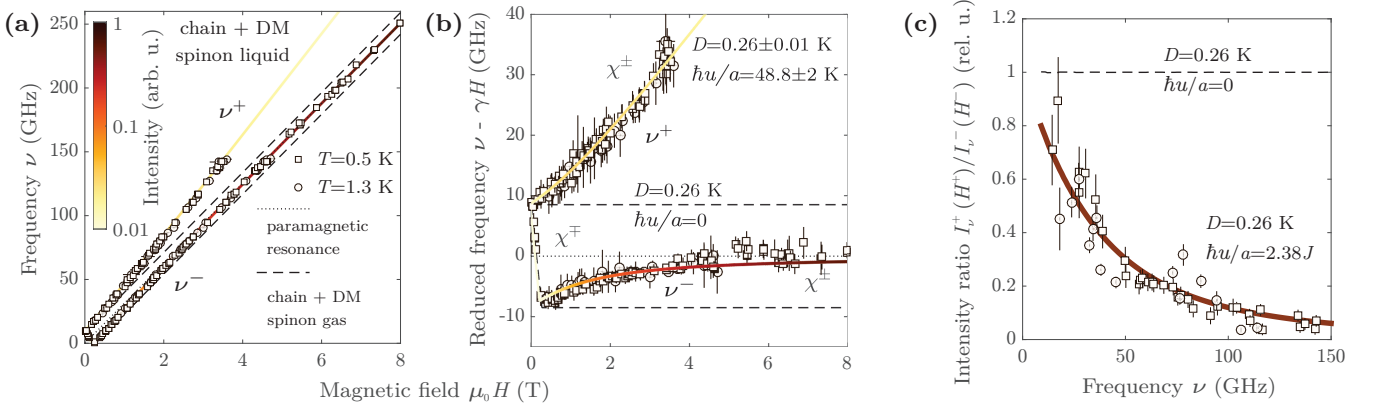 (a)
Frequency ν (GHz)
250
200
150
100
50
0
0
2
4
6
8
1
0.1
0.01
Intensity (arb. u.)
chain + DM
spinon liquid
ν⁺
ν⁻
T=0.5 K
T=1.3 K
paramagnetic
resonance
chain + DM
spinon gas
Magnetic field μ₀H (T)
(b)
Reduced frequency ν - γH (GHz)
40
30
20
10
0
-10
0
2
4
6
8
D=0.26±0.01 K
ħu/a=48.8±2 K
χ±
ν⁺
D=0.26 K
ħu/a=0
χ∓
ν⁻
χ±
(c)
Intensity ratio Iν⁺(H⁺)/Iν⁻(H⁻) (rel. u.)
1.2
1
0.8
0.6
0.4
0.2
0
0
50
100
150
D=0.26 K
ħu/a=0
D=0.26 K
ħu/a=2.38J
Frequency ν (GHz)